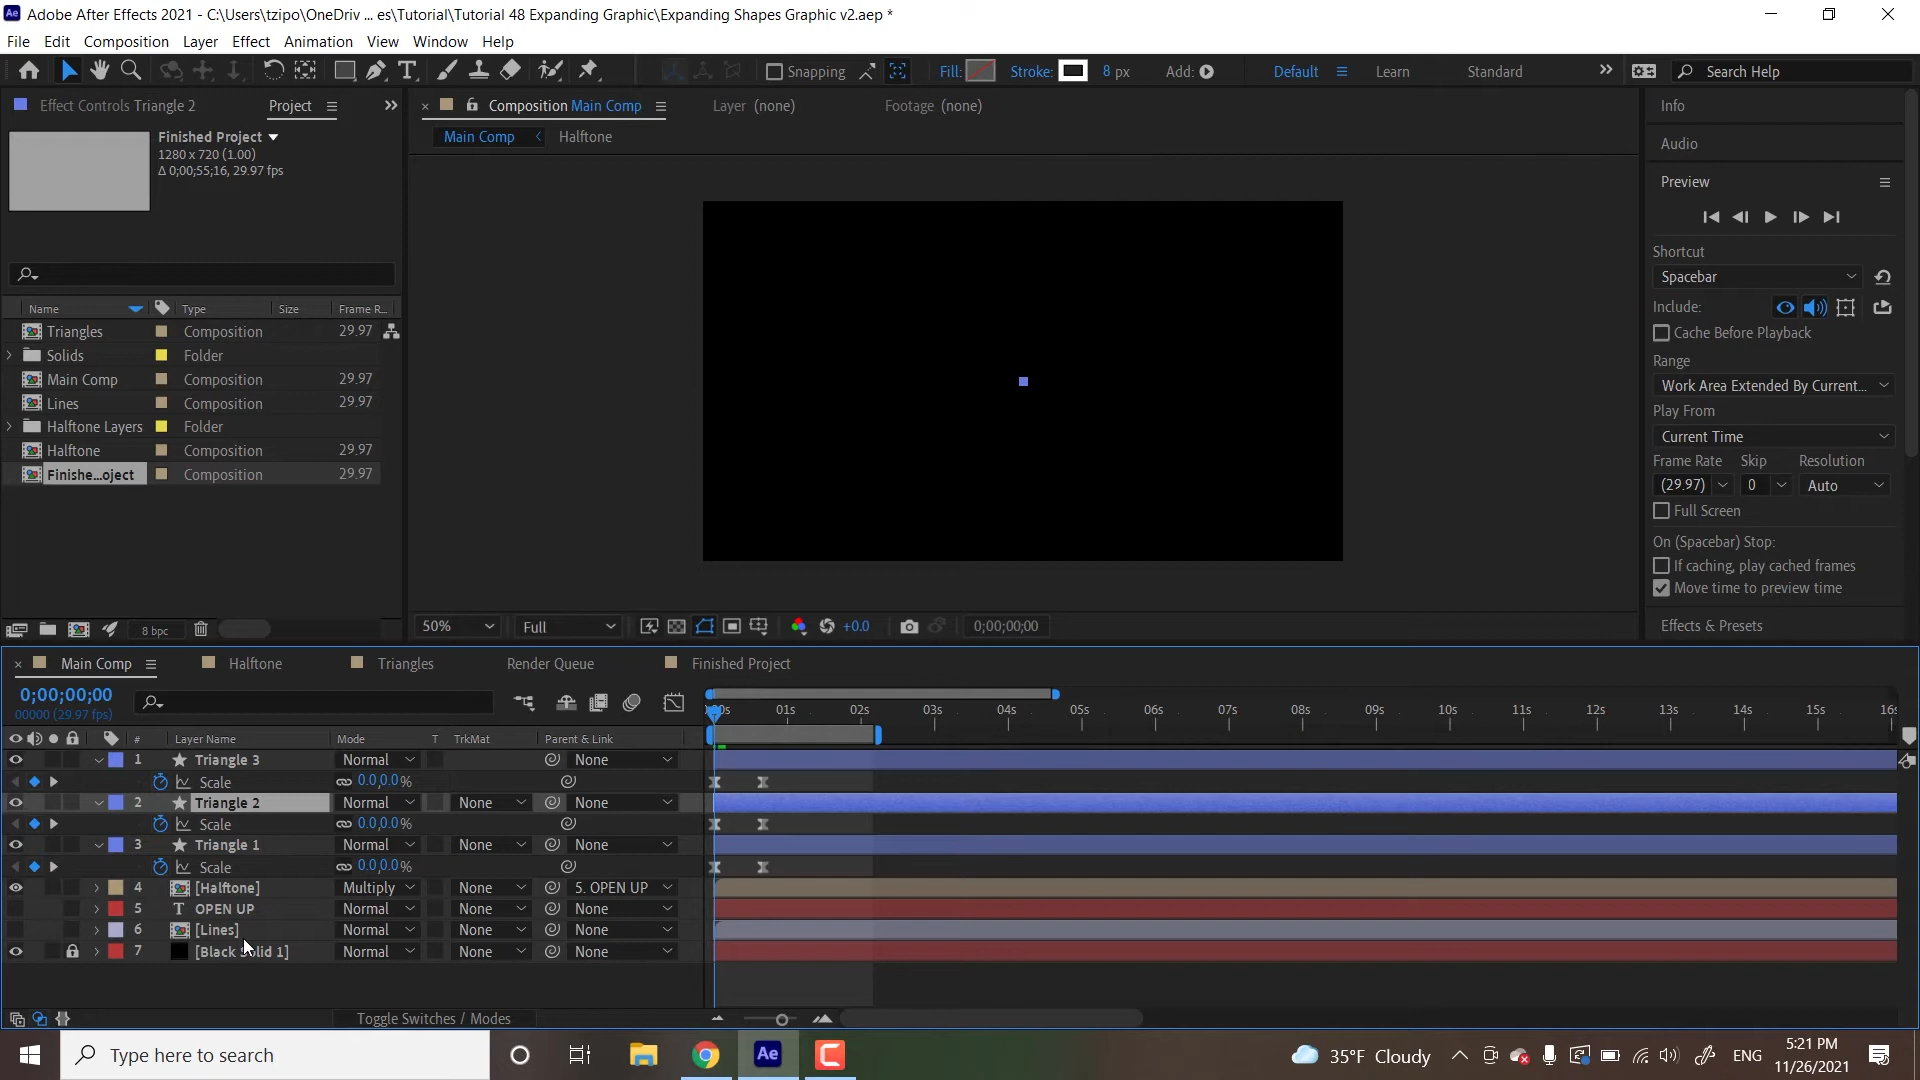 Adobe After Effects 2021 - C:\Users\tzipo\OneDriv ... es\Tutorial\Tutorial 48 Expanding Graphic\Expanding Shapes Graphic v2.aep *
File Edit Composition Layer Effect Animation View Window Help
Snapping Fill: Stroke: 8 px Add: Default Learn Standard Search Help
Effect Controls Triangle 2 Project
Composition Main Comp Layer (none) Footage (none)
Main Comp Halftone
Finished Project
1280 x 720 (1.00)
Δ 0;00;55;16, 29.97 fps
Name Type Size Frame R...
Triangles Composition 29.97
Solids Folder
Main Comp Composition 29.97
Lines Composition 29.97
Halftone Layers Folder
Halftone Composition 29.97
Finishe...oject Composition 29.97
8 bpc
50% Full +0.0 0;00;00;00
Info
Audio
Preview
Shortcut
Spacebar
Include:
Cache Before Playback
Range
Work Area Extended By Current...
Play From
Current Time
Frame Rate Skip Resolution
(29.97) 0 Auto
Full Screen
On (Spacebar) Stop:
If caching, play cached frames
Move time to preview time
Effects & Presets
Main Comp Halftone Triangles Render Queue Finished Project
0;00;00;00
00000 (29.97 fps)
01s 02s 03s 04s 05s 06s 07s 08s 09s 10s 11s 12s 13s 14s 15s
# Layer Name Mode T TrkMat Parent & Link
1 Triangle 3 Normal None
Scale 0.0,0.0%
2 Triangle 2 Normal None None
Scale 0.0,0.0%
3 Triangle 1 Normal None None
Scale 0.0,0.0%
4 [Halftone] Multiply None 5. OPEN UP
5 T OPEN UP Normal None None
6 [Lines] Normal None None
7 [Black Solid 1] Normal None None
Toggle Switches / Modes
Type here to search
Ae
35°F Cloudy
ENG
5:21 PM
11/26/2021